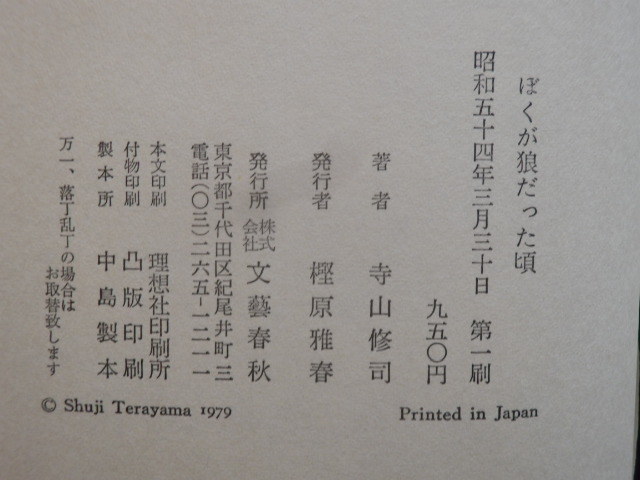 ぼくが狼だった頃
昭和五十四年三月三十日 第一刷
九五〇円
著者 寺山修司
発行者 樫原雅春
発行所 株式会社 文藝春秋
東京都千代田区紀尾井町三
電話(〇三)二六五-一二一一
本文印刷 理想社印刷所
付物印刷 凸版印刷
製本所 中島製本
万一、落丁乱丁の場合は
お取替致します
© Shuji Terayama 1979
Printed in Japan